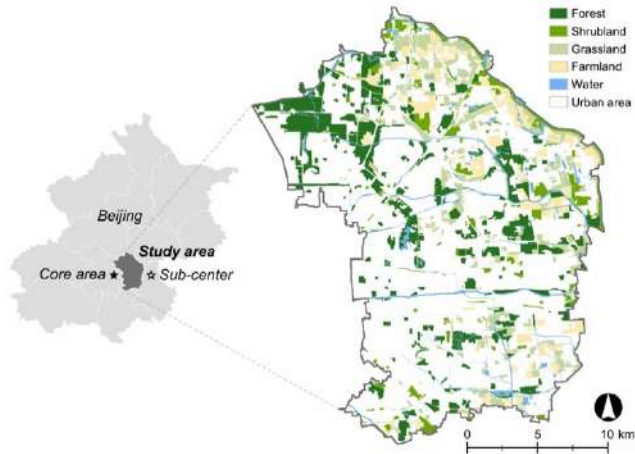 Forest
Shrubland
Grassland
Farmland
Water
Urban area
Beijing
Study area
Core area
Sub-center
0 5 10 km